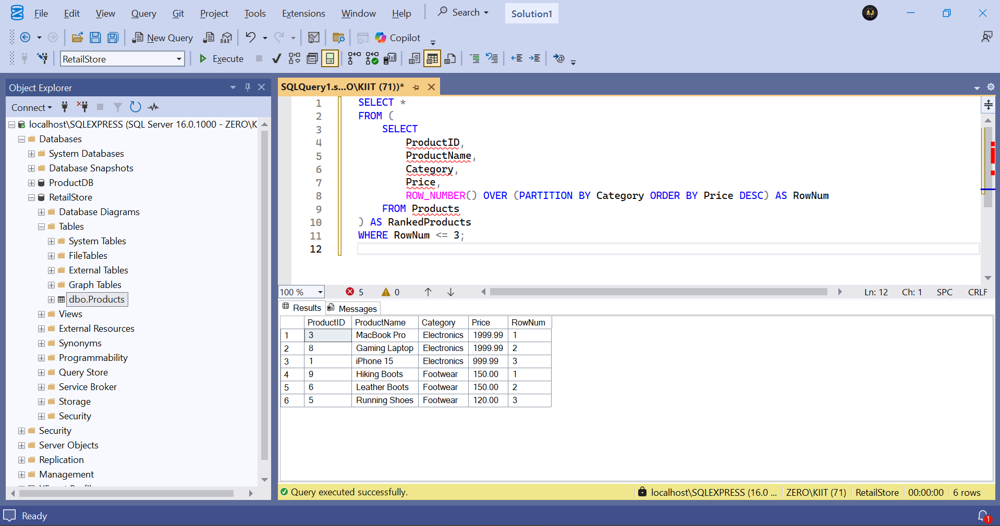 File Edit View Query Git Project Tools Extensions Window Help Search Solution1 AJ
New Query DAX Copilot
RetailStore Execute
Object Explorer
Connect
localhost\SQLEXPRESS (SQL Server 16.0.1000 - ZERO\K
Databases
System Databases
Database Snapshots
ProductDB
RetailStore
Database Diagrams
Tables
System Tables
FileTables
External Tables
Graph Tables
dbo.Products
Views
External Resources
Synonyms
Programmability
Query Store
Service Broker
Storage
Security
Security
Server Objects
Replication
Management
SQLQuery1.s...O\KIIT (71))*
1 SELECT *
2 FROM (
3 SELECT
4 ProductID,
5 ProductName,
6 Category,
7 Price,
8 ROW_NUMBER() OVER (PARTITION BY Category ORDER BY Price DESC) AS RowNum
9 FROM Products
10 ) AS RankedProducts
11 WHERE RowNum <= 3;
12
100 % 5 0 Ln: 12 Ch: 1 SPC CRLF
Results Messages
ProductID ProductName Category Price RowNum
1 3 MacBook Pro Electronics 1999.99 1
2 8 Gaming Laptop Electronics 1999.99 2
3 1 iPhone 15 Electronics 999.99 3
4 9 Hiking Boots Footwear 150.00 1
5 6 Leather Boots Footwear 150.00 2
6 5 Running Shoes Footwear 120.00 3
Query executed successfully. localhost\SQLEXPRESS (16.0 ... ZERO\KIIT (71) RetailStore 00:00:00 6 rows
Ready 1